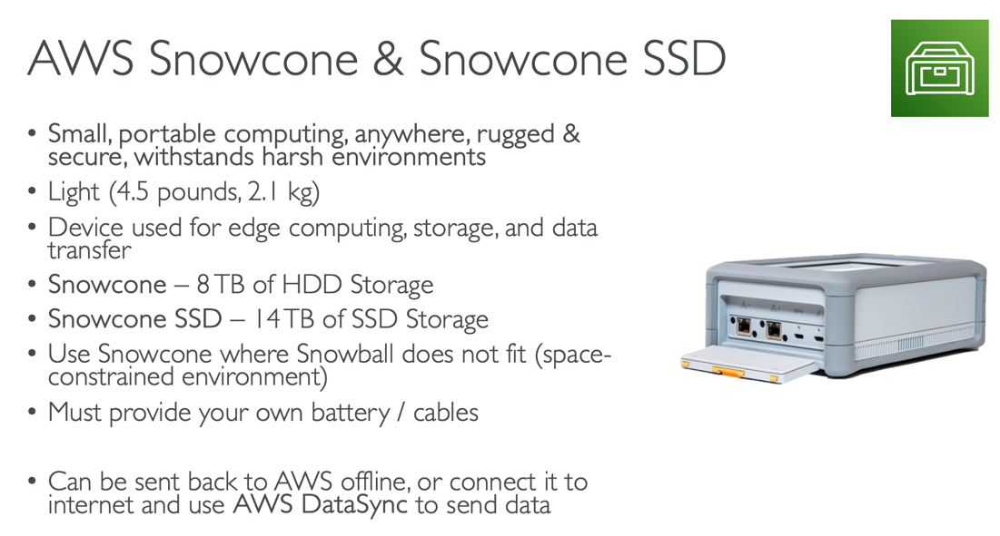 AWS Snowcone & Snowcone SSD
• Small, portable computing, anywhere, rugged &
secure, withstands harsh environments
• Light (4.5 pounds, 2.1 kg)
• Device used for edge computing, storage, and data
transfer
• Snowcone – 8 TB of HDD Storage
• Snowcone SSD – 14 TB of SSD Storage
• Use Snowcone where Snowball does not fit (space-
constrained environment)
• Must provide your own battery / cables
• Can be sent back to AWS offline, or connect it to
internet and use AWS DataSync to send data